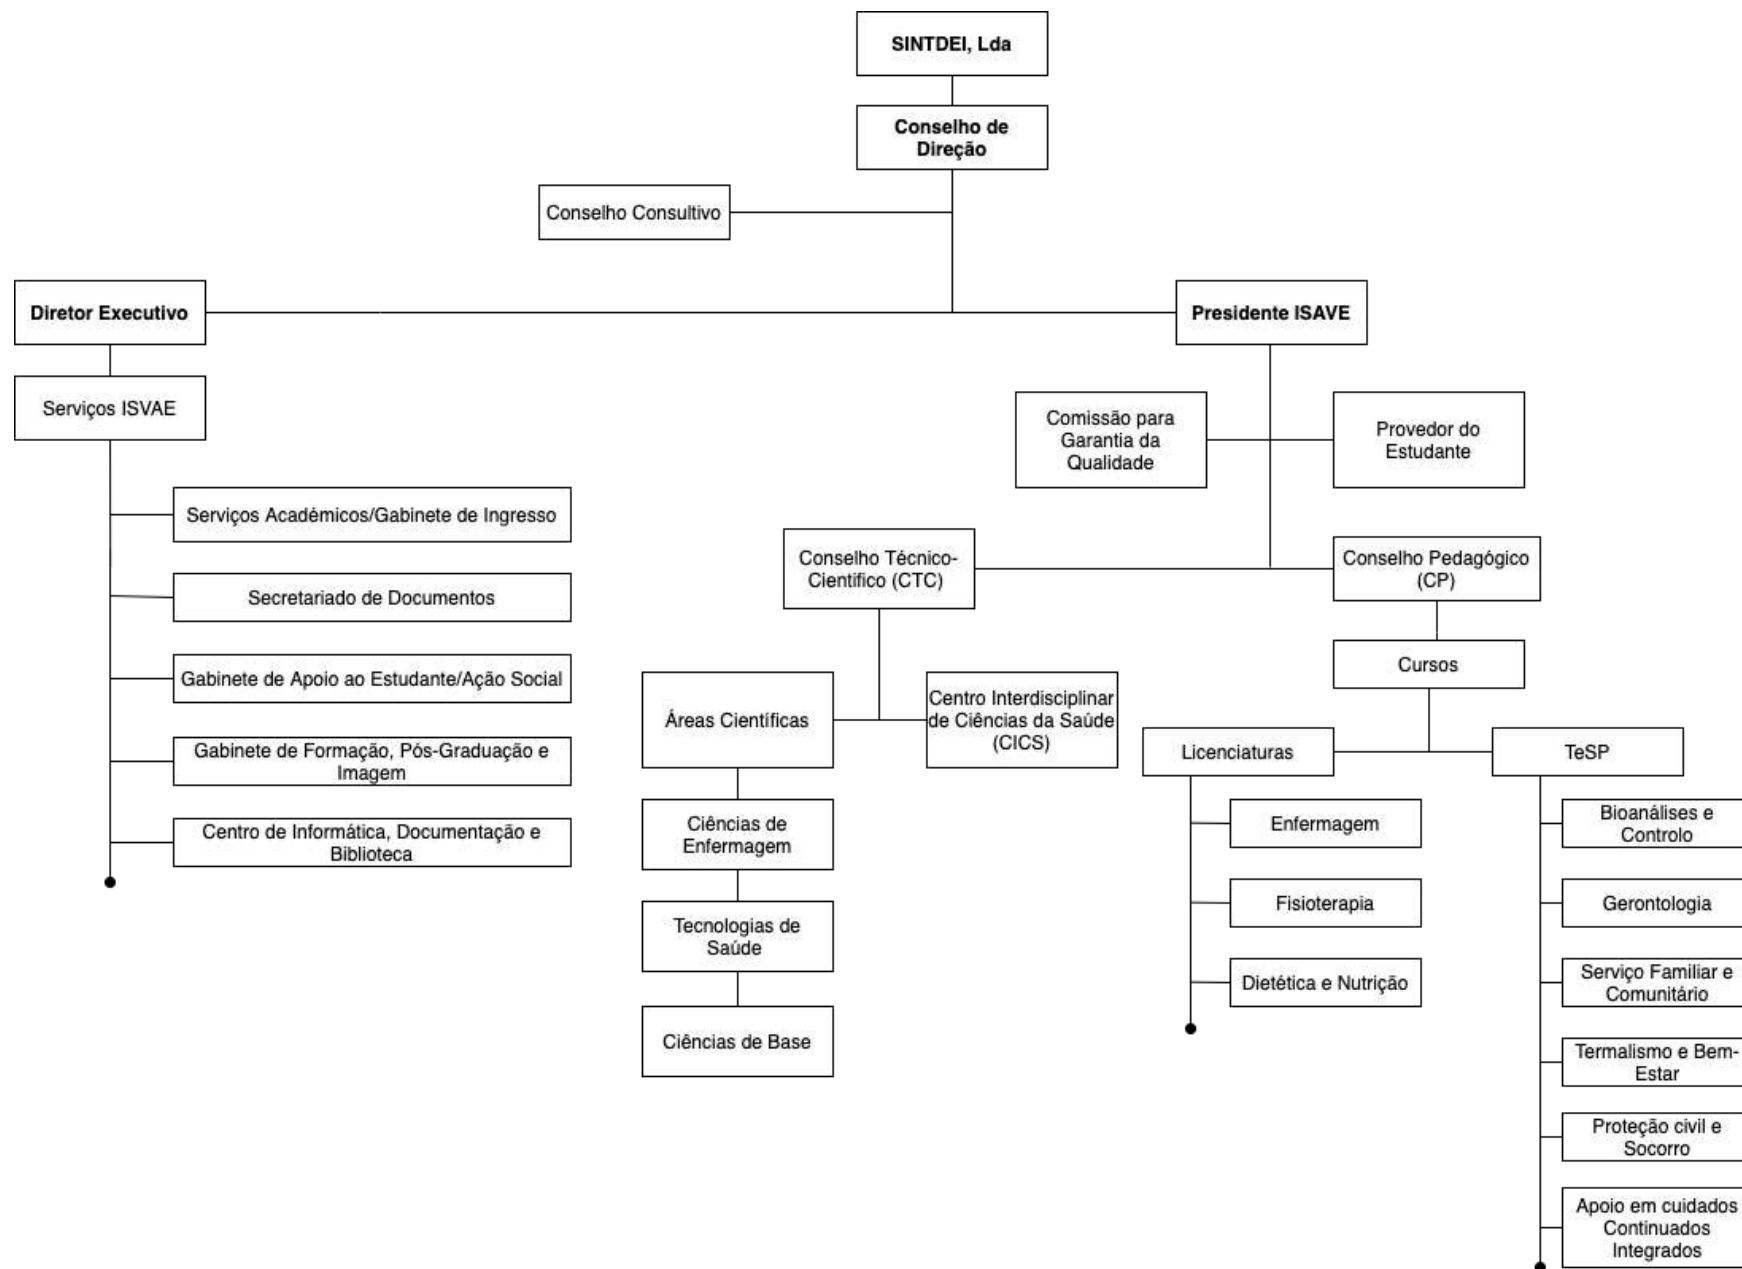 SINTDEI, Lda
Conselho de
Direção
Conselho Consultivo
Diretor Executivo
Presidente ISAVE
Serviços ISVAE
Comissão para
Garantia da
Qualidade
Provedor do
Estudante
Serviços Académicos/Gabinete de Ingresso
Secretariado de Documentos
Gabinete de Apoio ao Estudante/Ação Social
Gabinete de Formação, Pós-Graduação e
Imagem
Centro de Informática, Documentação e
Biblioteca
Conselho Técnico-
Cientifico (CTC)
Conselho Pedagógico
(CP)
Áreas Científicas
Centro Interdisciplinar
de Ciências da Saúde
(CICS)
Cursos
Ciências de
Enfermagem
Tecnologias de
Saúde
Ciências de Base
Licenciaturas
TeSP
Enfermagem
Fisioterapia
Dietética e Nutrição
Bioanálises e
Controlo
Gerontologia
Serviço Familiar e
Comunitário
Termalismo e Bem-
Estar
Proteção civil e
Socorro
Apoio em cuidados
Continuados
Integrados